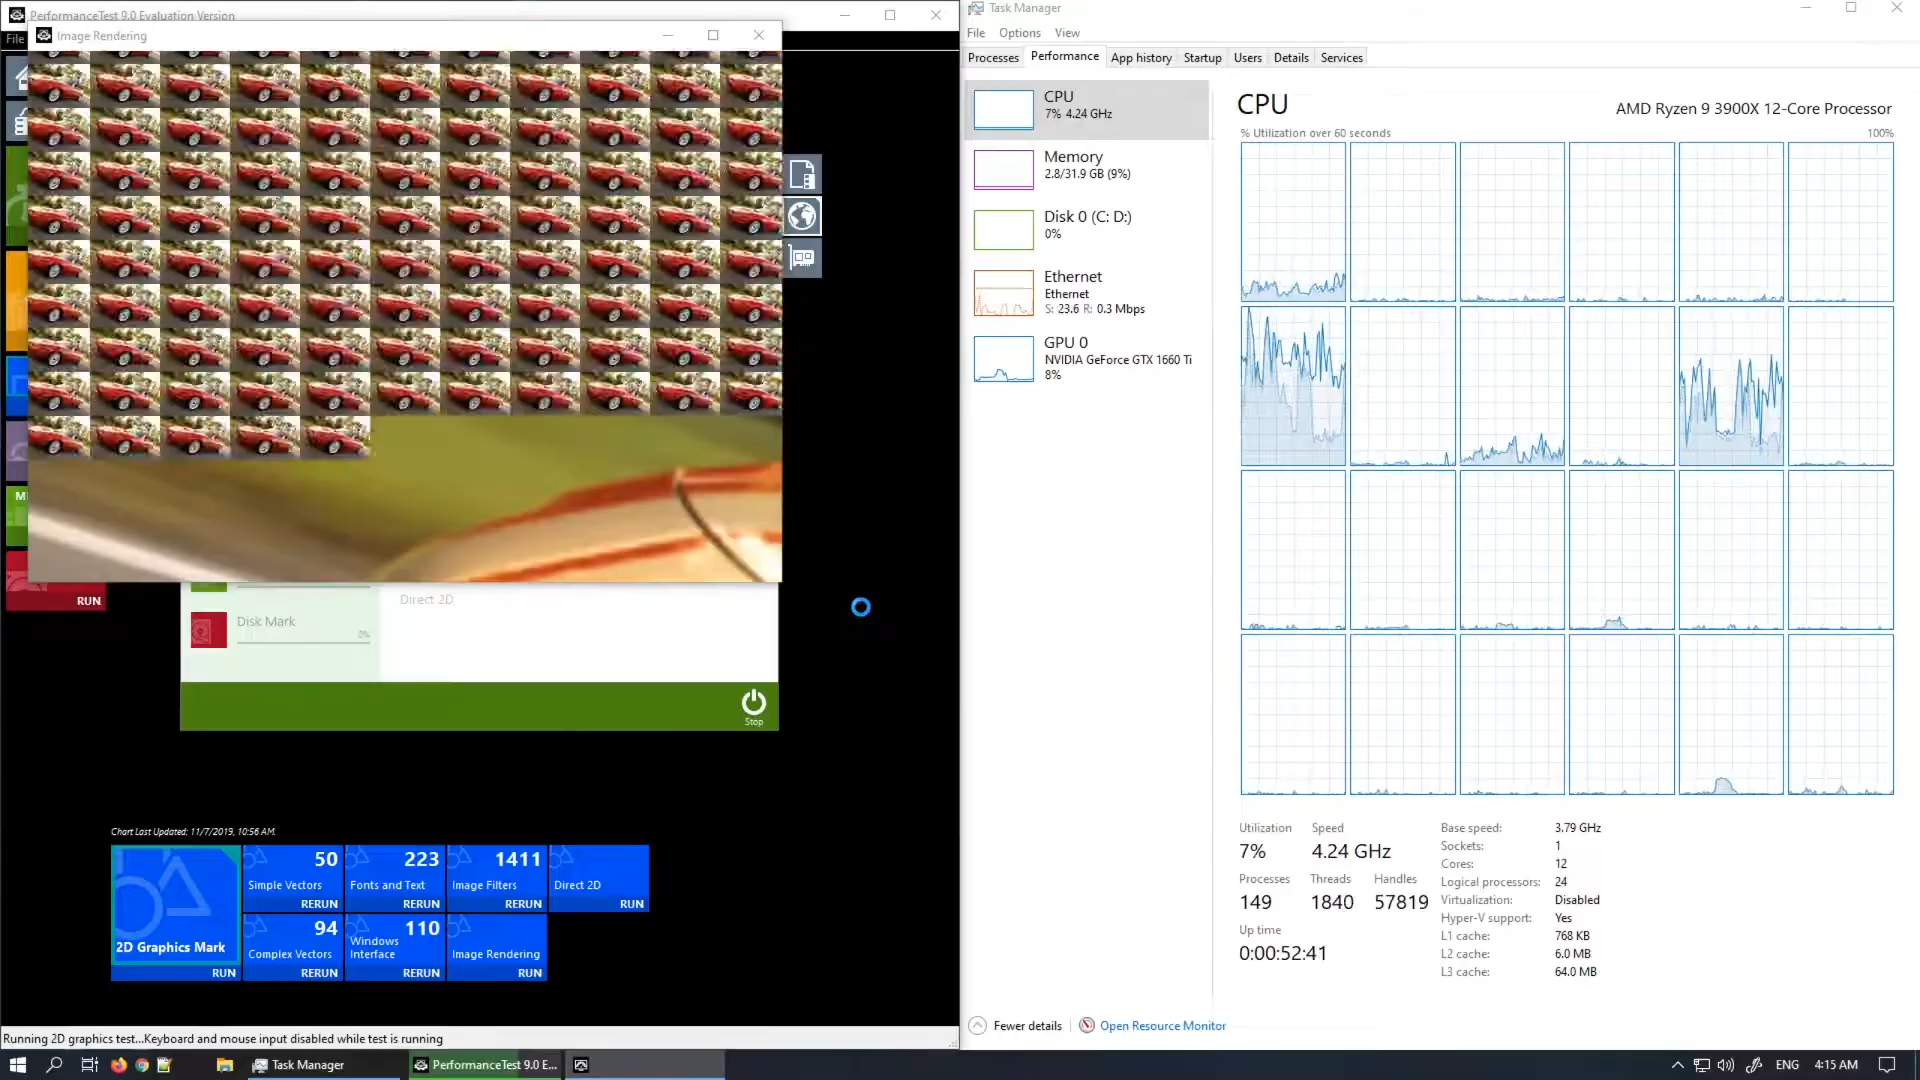 PerformanceTest 9.0 Evaluation Version
File
Image Rendering
RUN
Direct 2D
Disk Mark
0%
Stop
Chart Last Updated: 11/7/2019, 10:56 AM.
2D Graphics Mark
RUN
50
Simple Vectors
RERUN
223
Fonts and Text
RERUN
1411
Image Filters
RERUN
Direct 2D
RUN
94
Complex Vectors
RERUN
110
Windows
Interface
RERUN
Image Rendering
RUN
Running 2D graphics test...Keyboard and mouse input disabled while test is running
Task Manager
File Options View
Processes Performance App history Startup Users Details Services
CPU
7% 4.24 GHz
Memory
2.8/31.9 GB (9%)
Disk 0 (C: D:)
0%
Ethernet
Ethernet
S: 23.6 R: 0.3 Mbps
GPU 0
NVIDIA GeForce GTX 1660 Ti
8%
CPU
AMD Ryzen 9 3900X 12-Core Processor
% Utilization over 60 seconds 100%
Utilization Speed
7% 4.24 GHz
Processes Threads Handles
149 1840 57819
Up time
0:00:52:41
Base speed: 3.79 GHz
Sockets: 1
Cores: 12
Logical processors: 24
Virtualization: Disabled
Hyper-V support: Yes
L1 cache: 768 KB
L2 cache: 6.0 MB
L3 cache: 64.0 MB
Fewer details Open Resource Monitor
Task Manager
PerformanceTest 9.0 E...
ENG 4:15 AM